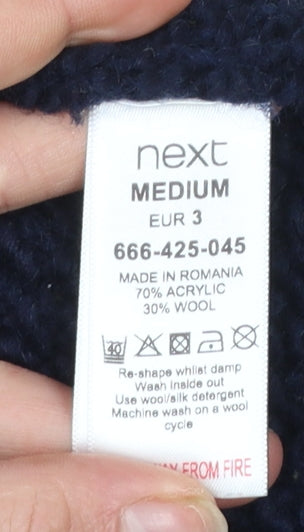 next
MEDIUM
EUR 3
666-425-045
MADE IN ROMANIA
70% ACRYLIC
30% WOOL
40
Re-shape whilst damp
Wash inside out
Use wool/silk detergent
Machine wash on a wool
cycle
AWAY FROM FIRE